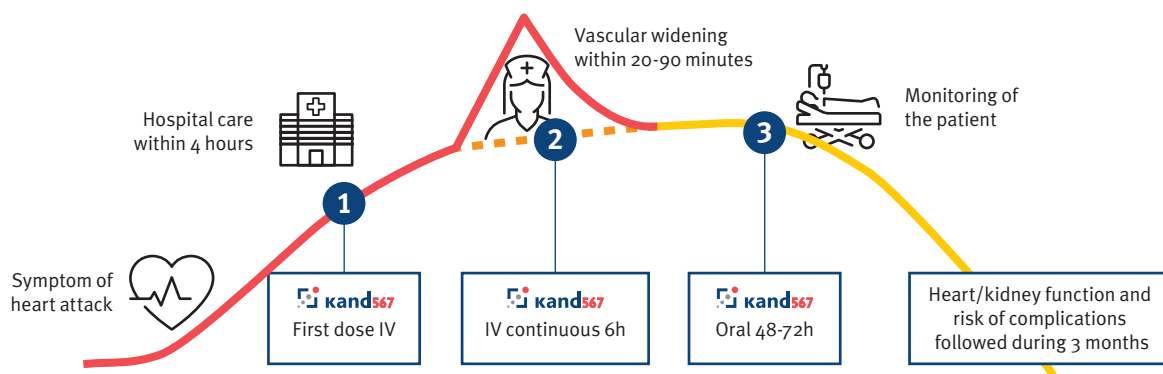 Vascular widening
within 20-90 minutes
Hospital care
within 4 hours
Monitoring of
the patient
2
3
1
Symptom of
heart attack
kand567
First dose IV
kand567
IV continuous 6h
kand567
Oral 48-72h
Heart/kidney function and
risk of complications
followed during 3 months